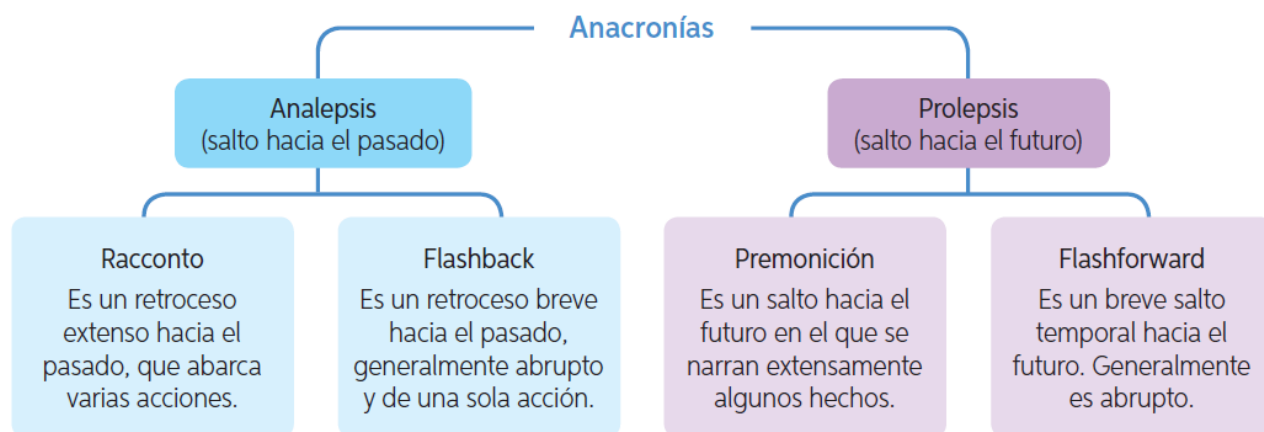 Anacronías
Analepsis
(salto hacia el pasado)
Prolepsis
(salto hacia el futuro)
Racconto
Es un retroceso
extenso hacia el
pasado, que abarca
varias acciones.
Flashback
Es un retroceso breve
hacia el pasado,
generalmente abrupto
y de una sola acción.
Premonición
Es un salto hacia el
futuro en el que se
narran extensamente
algunos hechos.
Flashforward
Es un breve salto
temporal hacia el
futuro. Generalmente
es abrupto.